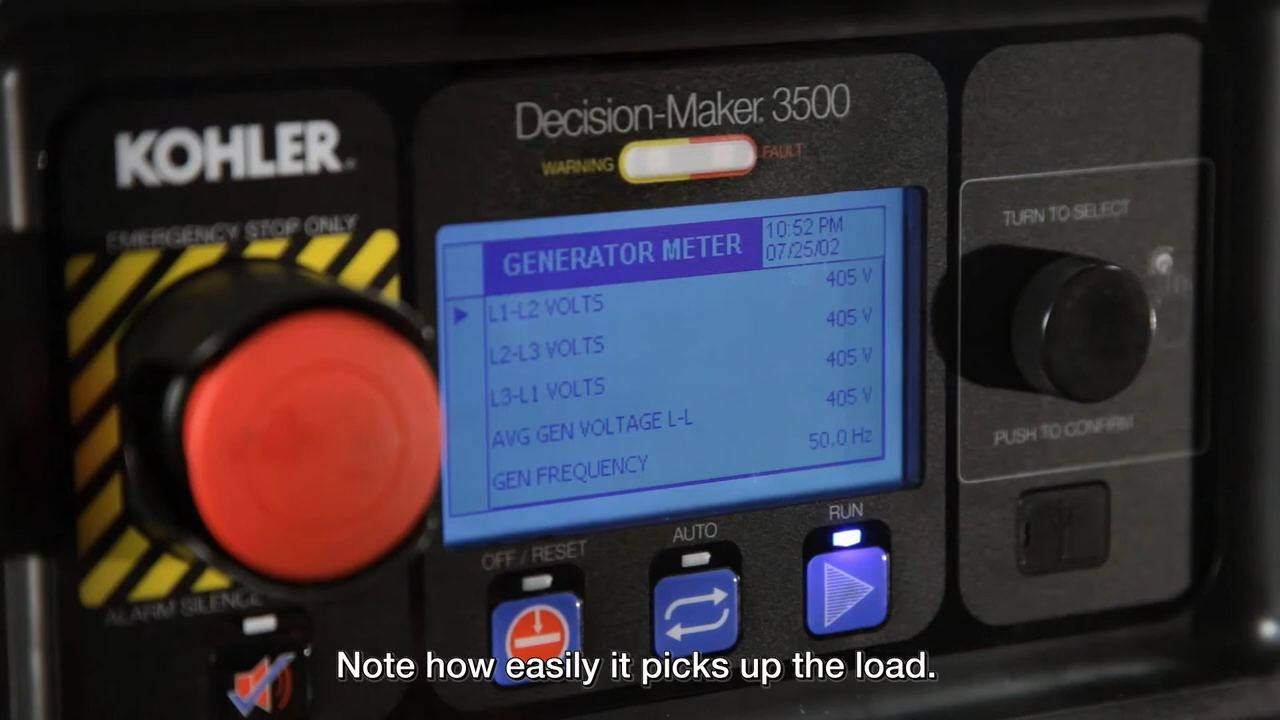 KOHLER
EMERGENCY STOP ONLY
ALARM SILENCE
Decision-Maker 3500
WARNING
FAULT
GENERATOR METER
10:52 PM
07/25/02
L1-L2 VOLTS 405 V
L2-L3 VOLTS 405 V
L3-L1 VOLTS 405 V
AVG GEN VOLTAGE L-L 405 V
GEN FREQUENCY 50.0 Hz
OFF / RESET
AUTO
RUN
TURN TO SELECT
PUSH TO CONFIRM
Note how easily it picks up the load.